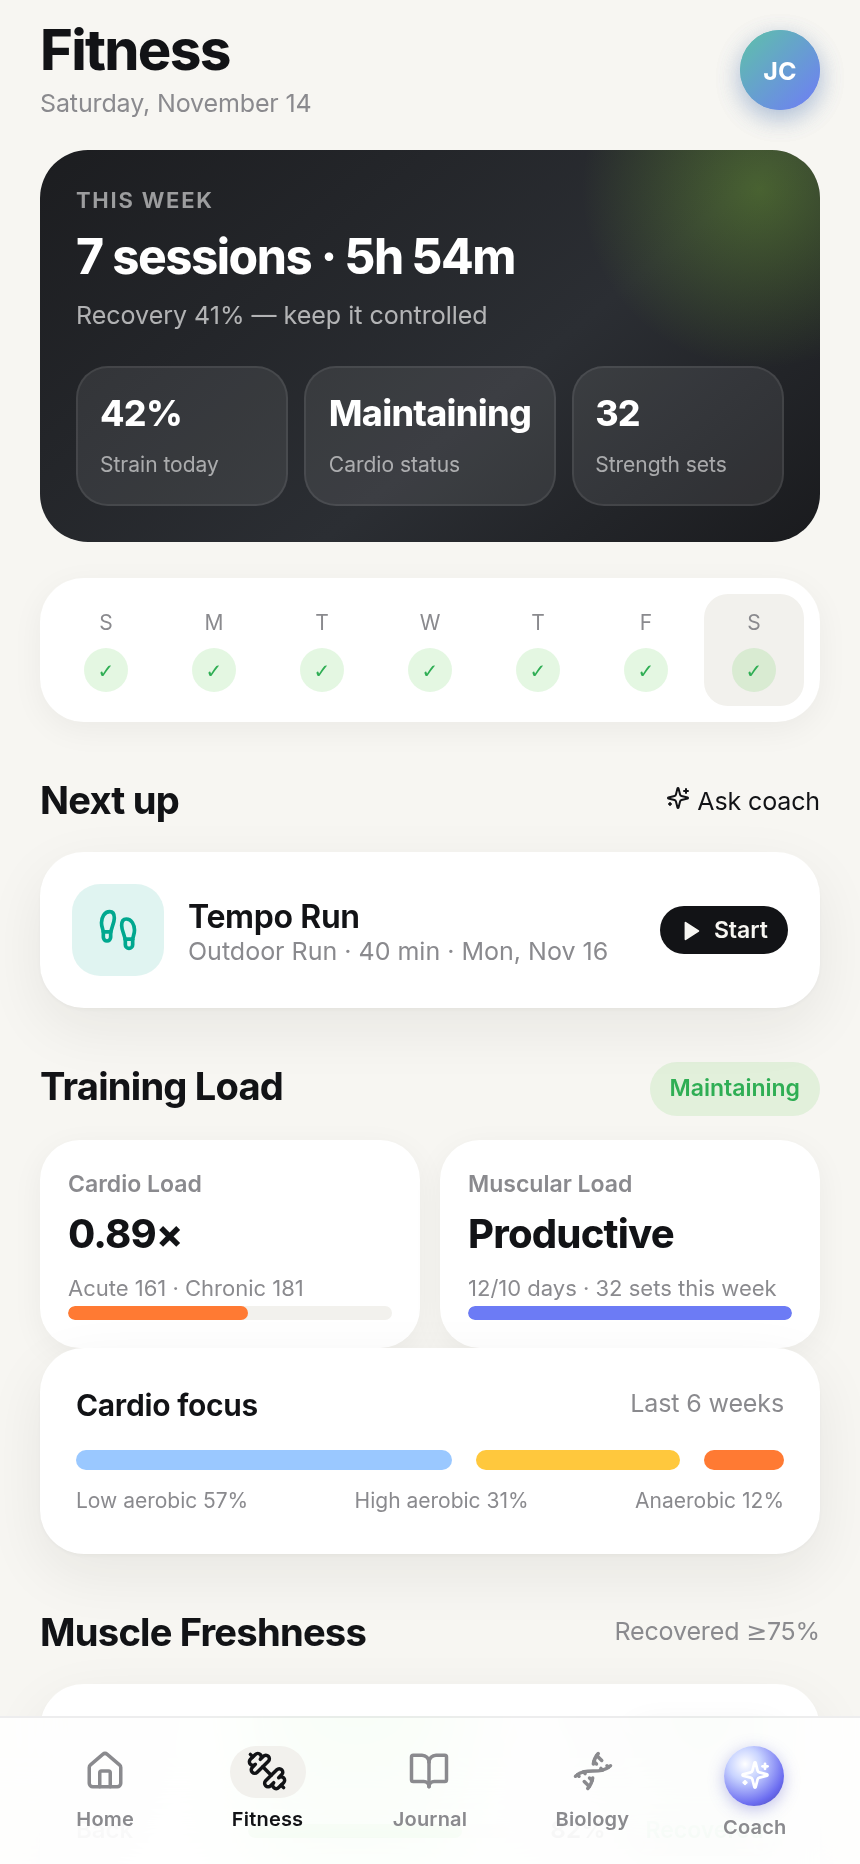 Fitness
Saturday, November 14
JC
THIS WEEK
7 sessions · 5h 54m
Recovery 41% — keep it controlled
42%
Strain today
Maintaining
Cardio status
32
Strength sets
S M T W T F S
✓ ✓ ✓ ✓ ✓ ✓ ✓
Next up
Ask coach
Tempo Run
Outdoor Run · 40 min · Mon, Nov 16
Start
Training Load
Maintaining
Cardio Load
0.89×
Acute 161 · Chronic 181
Muscular Load
Productive
12/10 days · 32 sets this week
Cardio focus
Last 6 weeks
Low aerobic 57%
High aerobic 31%
Anaerobic 12%
Muscle Freshness
Recovered ≥75%
Home
Fitness
Journal
Biology
Coach